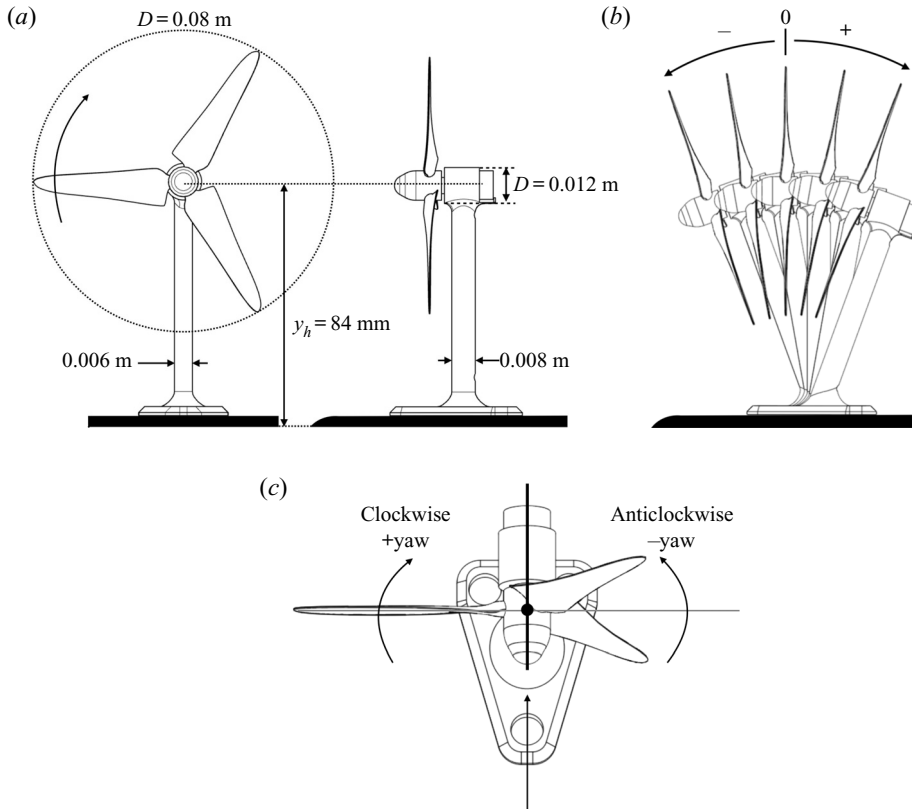 (a)
D = 0.08 m
D = 0.012 m
y_h = 84 mm
0.006 m
0.008 m
(b)
– 0 +
(c)
Clockwise
+yaw
Anticlockwise
–yaw